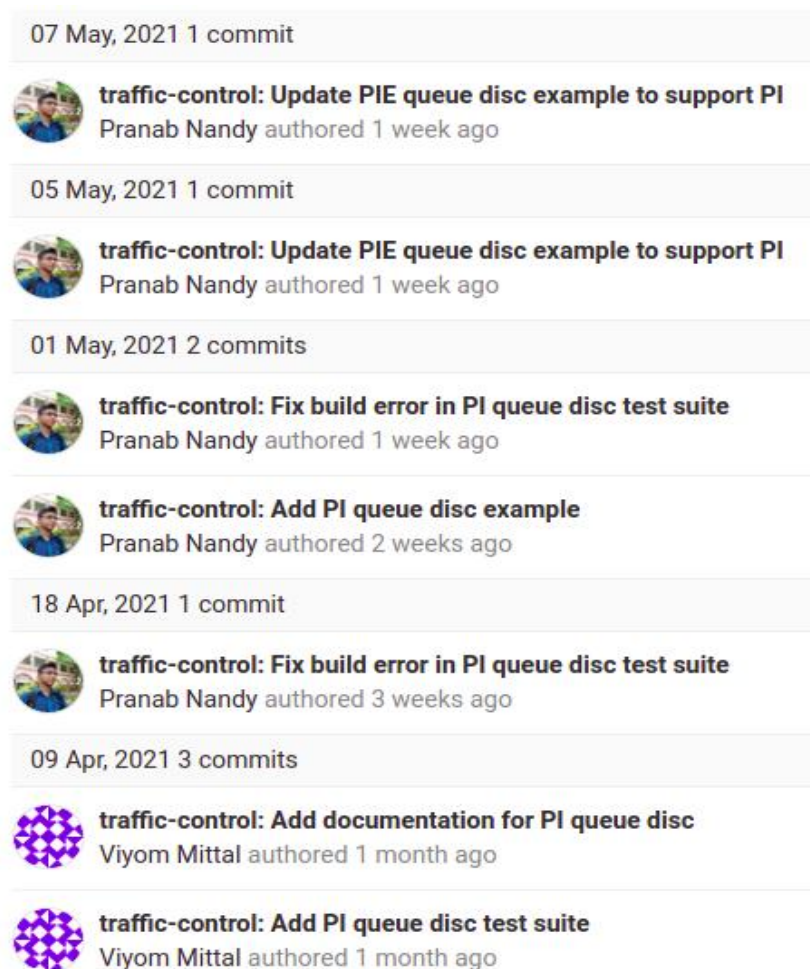 07 May, 2021 1 commit
traffic-control: Update PIE queue disc example to support PI
Pranab Nandy authored 1 week ago
05 May, 2021 1 commit
traffic-control: Update PIE queue disc example to support PI
Pranab Nandy authored 1 week ago
01 May, 2021 2 commits
traffic-control: Fix build error in PI queue disc test suite
Pranab Nandy authored 1 week ago
traffic-control: Add PI queue disc example
Pranab Nandy authored 2 weeks ago
18 Apr, 2021 1 commit
traffic-control: Fix build error in PI queue disc test suite
Pranab Nandy authored 3 weeks ago
09 Apr, 2021 3 commits
traffic-control: Add documentation for PI queue disc
Viyom Mittal authored 1 month ago
traffic-control: Add PI queue disc test suite
Viyom Mittal authored 1 month ago